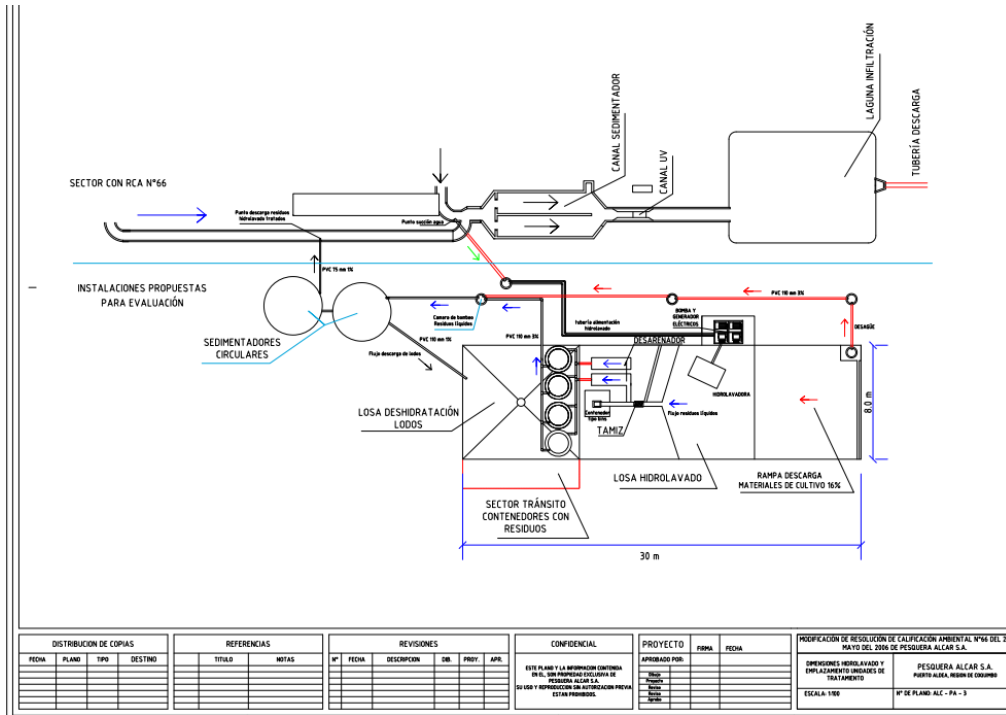 CANAL SEDIMENTADOR
CANAL UV
LAGUNA INFILTRACIÓN
TUBERÍA DESCARGA
SECTOR CON RCA N°66
Punto descarga residuos
hidrolavado tratados
Punto succión agua
PVC 75 mm 1%
INSTALACIONES PROPUESTAS
PARA EVALUACIÓN
SEDIMENTADORES
CIRCULARES
PVC 110 mm 1%
Flujo descarga de lodos
Camara de bombeo
Residuos líquidos
PVC 110 mm 3%
Tubería alimentación
hidrolavado
BOMBA Y
GENERADOR
ELÉCTRICOS
PVC 110 mm 3%
DESAGÜE
DESARENADOR
HIDROLAVADORA
LOSA DESHIDRATACIÓN
LODOS
Contenedor
TAMIZ
Flujo residuos líquidos
8.0 m
LOSA HIDROLAVADO
RAMPA DESCARGA
MATERIALES DE CULTIVO 16%
SECTOR TRÁNSITO
CONTENEDORES CON
RESIDUOS
30 m
DISTRIBUCION DE COPIAS
FECHA PLANO TIPO DESTINO
REFERENCIAS
TITULO NOTAS
REVISIONES
N° FECHA DESCRIPCION DIB. PROY. APR.
CONFIDENCIAL
ESTE PLANO Y LA INFORMACION CONTENIDA
EN EL, SON PROPIEDAD EXCLUSIVA DE
PESQUERA ALCAR S.A.
SU USO Y REPRODUCCION SIN AUTORIZACION PREVIA
ESTAN PROHIBIDOS.
PROYECTO FIRMA FECHA
APROBADO POR:
Dibujo
Proyecto
Reviso
Reviso
Aprobo
MODIFICACIÓN DE RESOLUCIÓN DE CALIFICACIÓN AMBIENTAL N°66 DEL 2
MAYO DEL 2006 DE PESQUERA ALCAR S.A.
DIMENSIONES HIDROLAVADO Y
EMPLAZAMIENTO UNIDADES DE
TRATAMIENTO
PESQUERA ALCAR S.A.
PUERTO ALDEA, REGION DE COQUIMBO
ESCALA: 1:100
N° DE PLANO: ALC - PA - 3